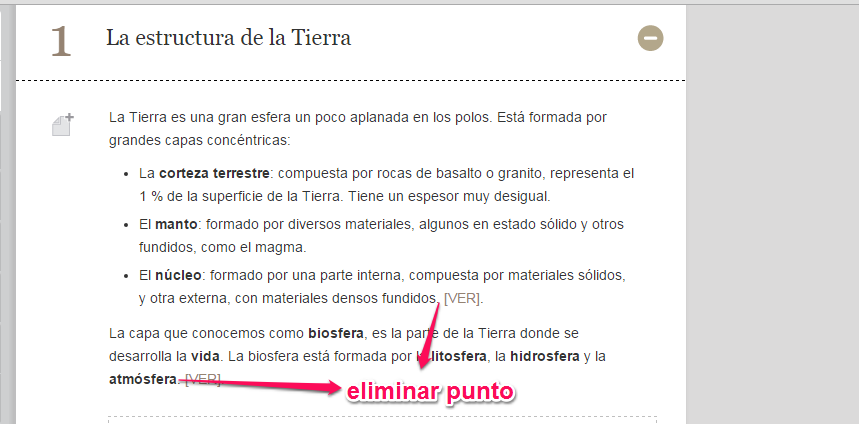 1 La estructura de la Tierra
La Tierra es una gran esfera un poco aplanada en los polos. Está formada por
grandes capas concéntricas:
• La corteza terrestre: compuesta por rocas de basalto o granito, representa el
1 % de la superficie de la Tierra. Tiene un espesor muy desigual.
• El manto: formado por diversos materiales, algunos en estado sólido y otros
fundidos, como el magma.
• El núcleo: formado por una parte interna, compuesta por materiales sólidos,
y otra externa, con materiales densos fundidos. [VER].
La capa que conocemos como biosfera, es la parte de la Tierra donde se
desarrolla la vida. La biosfera está formada por la litosfera, la hidrosfera y la
atmósfera. [VER]
eliminar punto